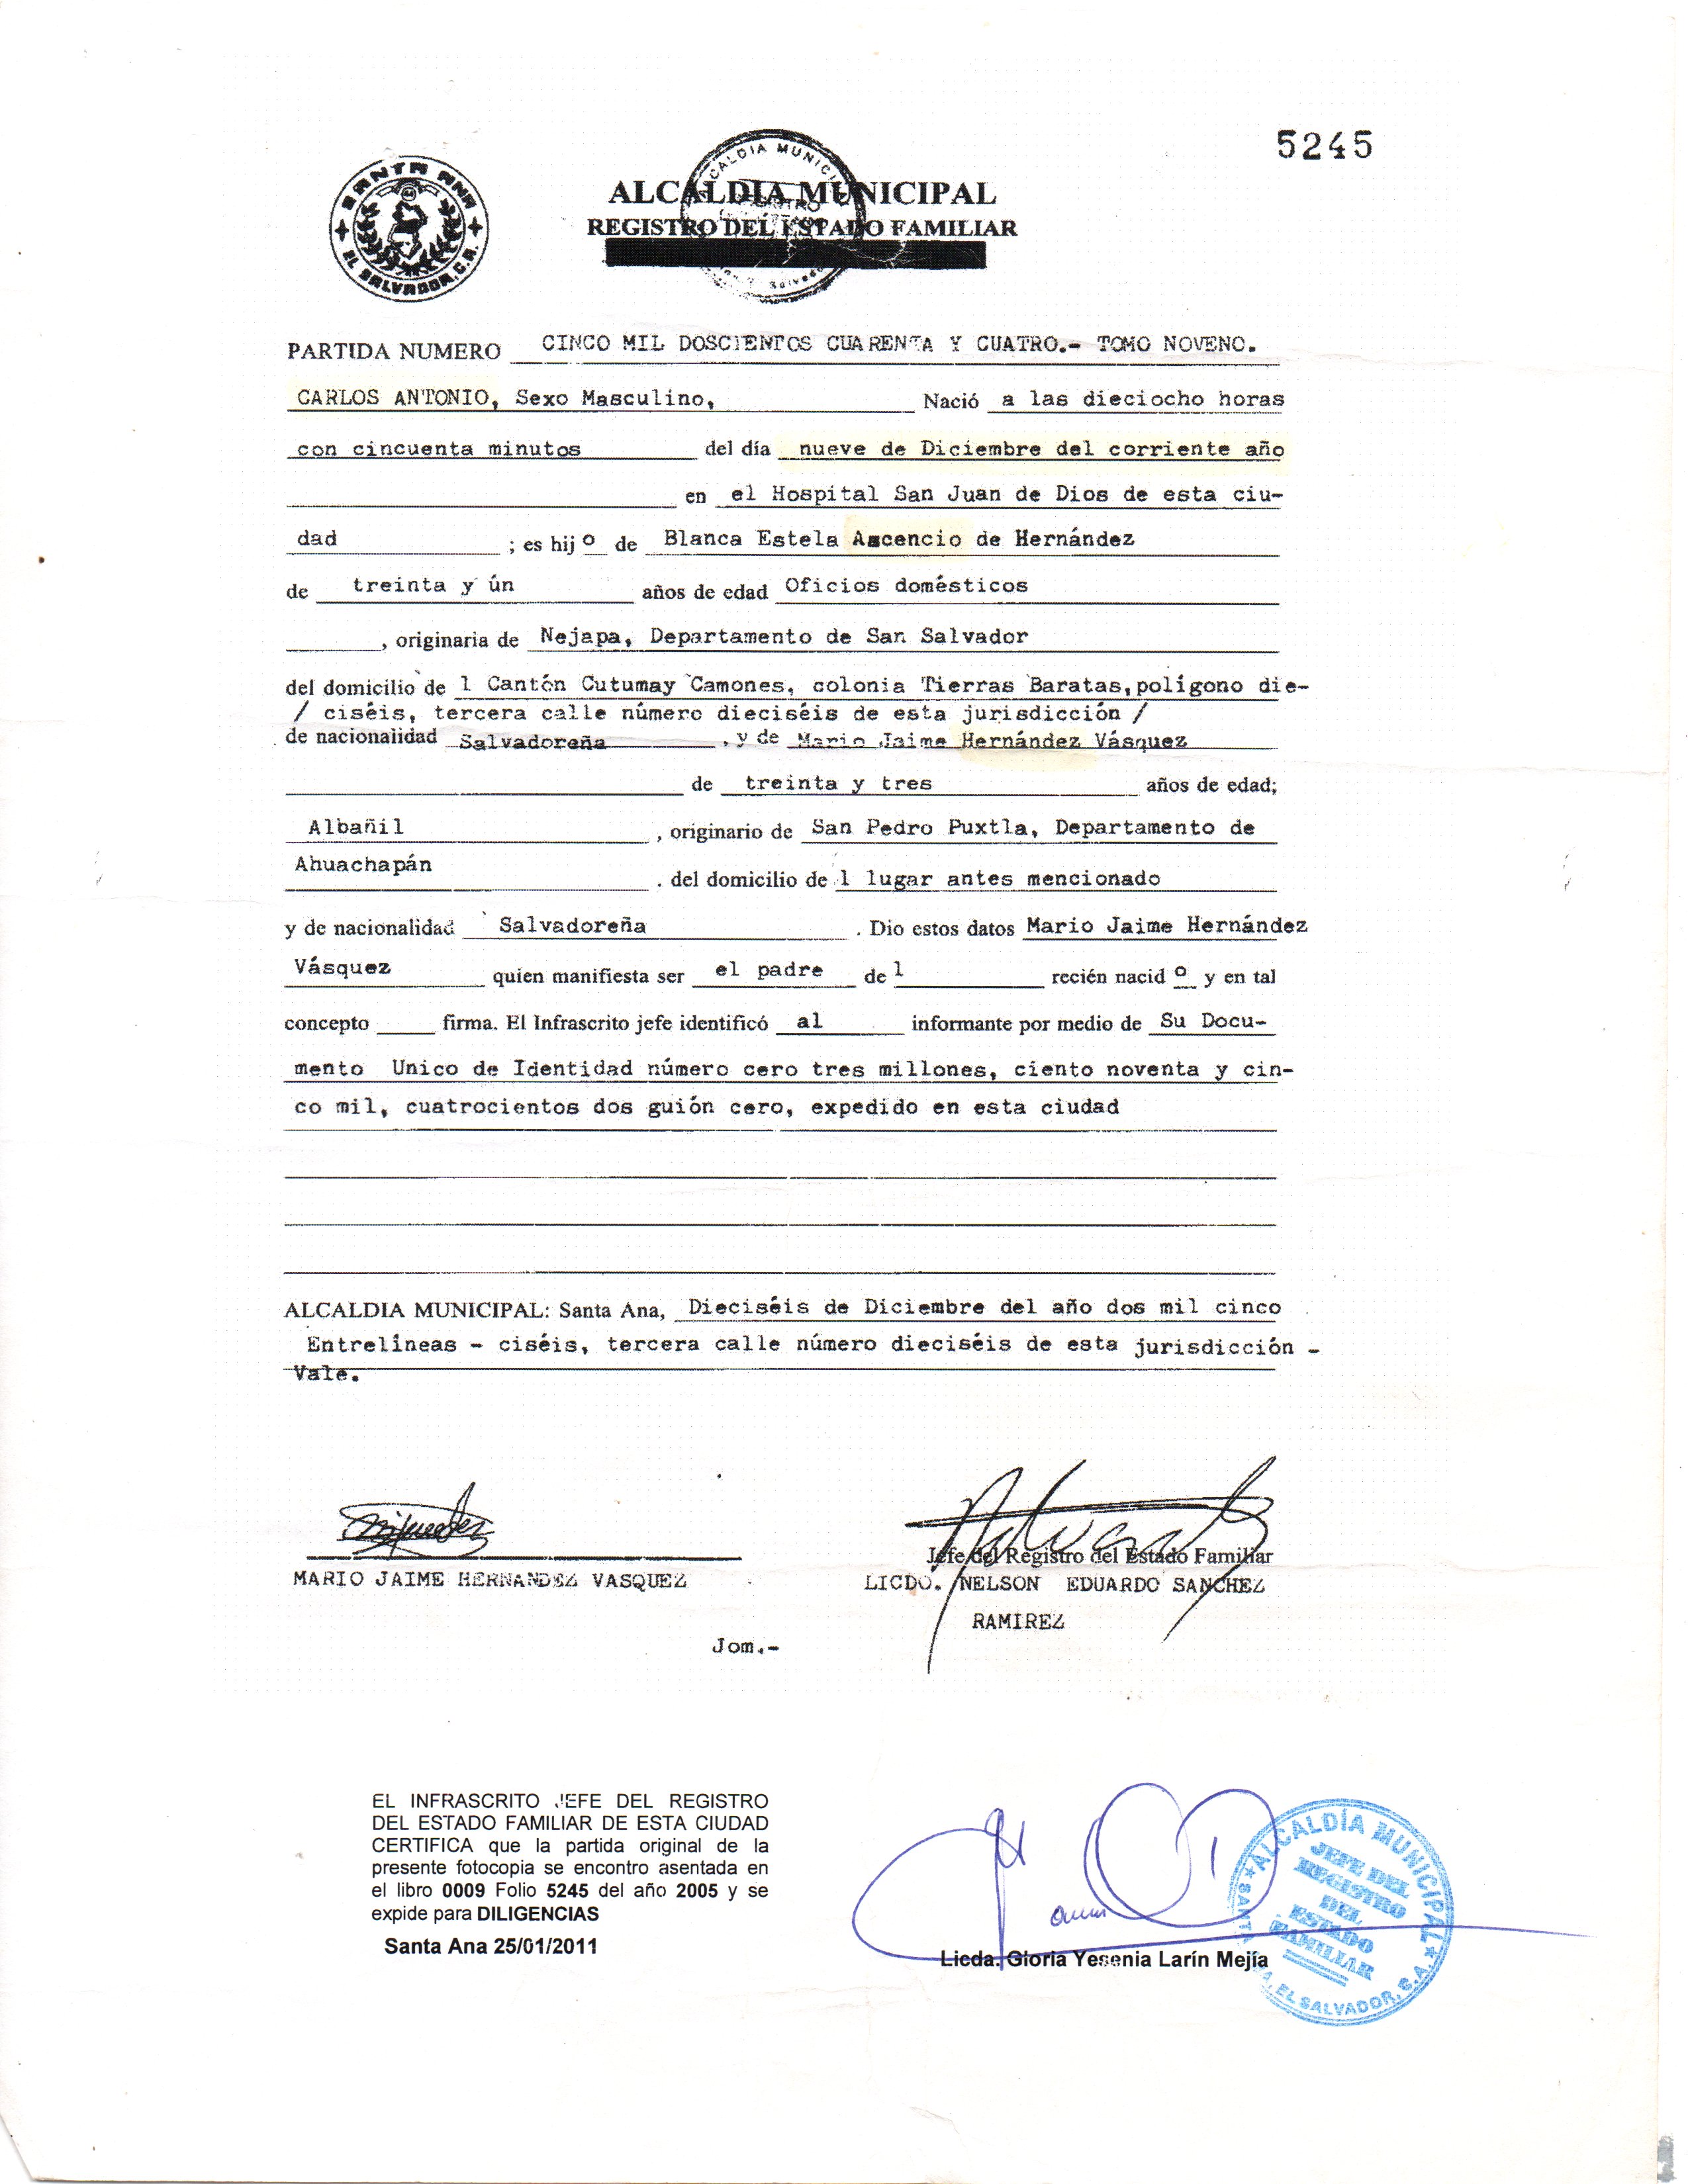 5245
SANTA ANA
EL SALVADOR, C.A.
ALCALDIA MUNICIPAL
REGISTRO DEL ESTADO FAMILIAR
PARTIDA NUMERO CINCO MIL DOSCIENTOS CUARENTA Y CUATRO.- TOMO NOVENO.
CARLOS ANTONIO, Sexo Masculino, Nació a las dieciocho horas
con cincuenta minutos del día nueve de Diciembre del corriente año
en el Hospital San Juan de Dios de esta ciu-
dad ; es hijo de Blanca Estela Ascencio de Hernández
de treinta y ún años de edad Oficios domésticos
, originaria de Nejapa, Departamento de San Salvador
del domicilio de l Cantón Cutumay Camones, colonia Tierras Baratas, polígono die-
/ ciséis, tercera calle número dieciséis de esta jurisdicción /
de nacionalidad Salvadoreña , y de Mario Jaime Hernández Vásquez
de treinta y tres años de edad;
Albañil , originario de San Pedro Puxtla, Departamento de
Ahuachapán . del domicilio de l lugar antes mencionado
y de nacionalidad Salvadoreña . Dio estos datos Mario Jaime Hernández
Vásquez quien manifiesta ser el padre de l recién nacido y en tal
concepto firma. El Infrascrito jefe identificó al informante por medio de Su Docu-
mento Unico de Identidad número cero tres millones, ciento noventa y cin-
co mil, cuatrocientos dos guión cero, expedido en esta ciudad
ALCALDIA MUNICIPAL: Santa Ana, Dieciséis de Diciembre del año dos mil cinco
Entrelíneas - ciséis, tercera calle número dieciséis de esta jurisdicción -
Vale.
MARIO JAIME HERNANDEZ VASQUEZ
Jefe del Registro del Estado Familiar
LICDO. NELSON EDUARDO SANCHEZ
RAMIREZ
Jom.-
EL INFRASCRITO JEFE DEL REGISTRO
DEL ESTADO FAMILIAR DE ESTA CIUDAD
CERTIFICA que la partida original de la
presente fotocopia se encontro asentada en
el libro 0009 Folio 5245 del año 2005 y se
expide para DILIGENCIAS
Santa Ana 25/01/2011
Licda. Gloria Yesenia Larín Mejía
ALCALDÍA MUNICIPAL
JEFE DEL
REGISTRO
DEL
ESTADO
FAMILIAR
EL SALVADOR, C.A.